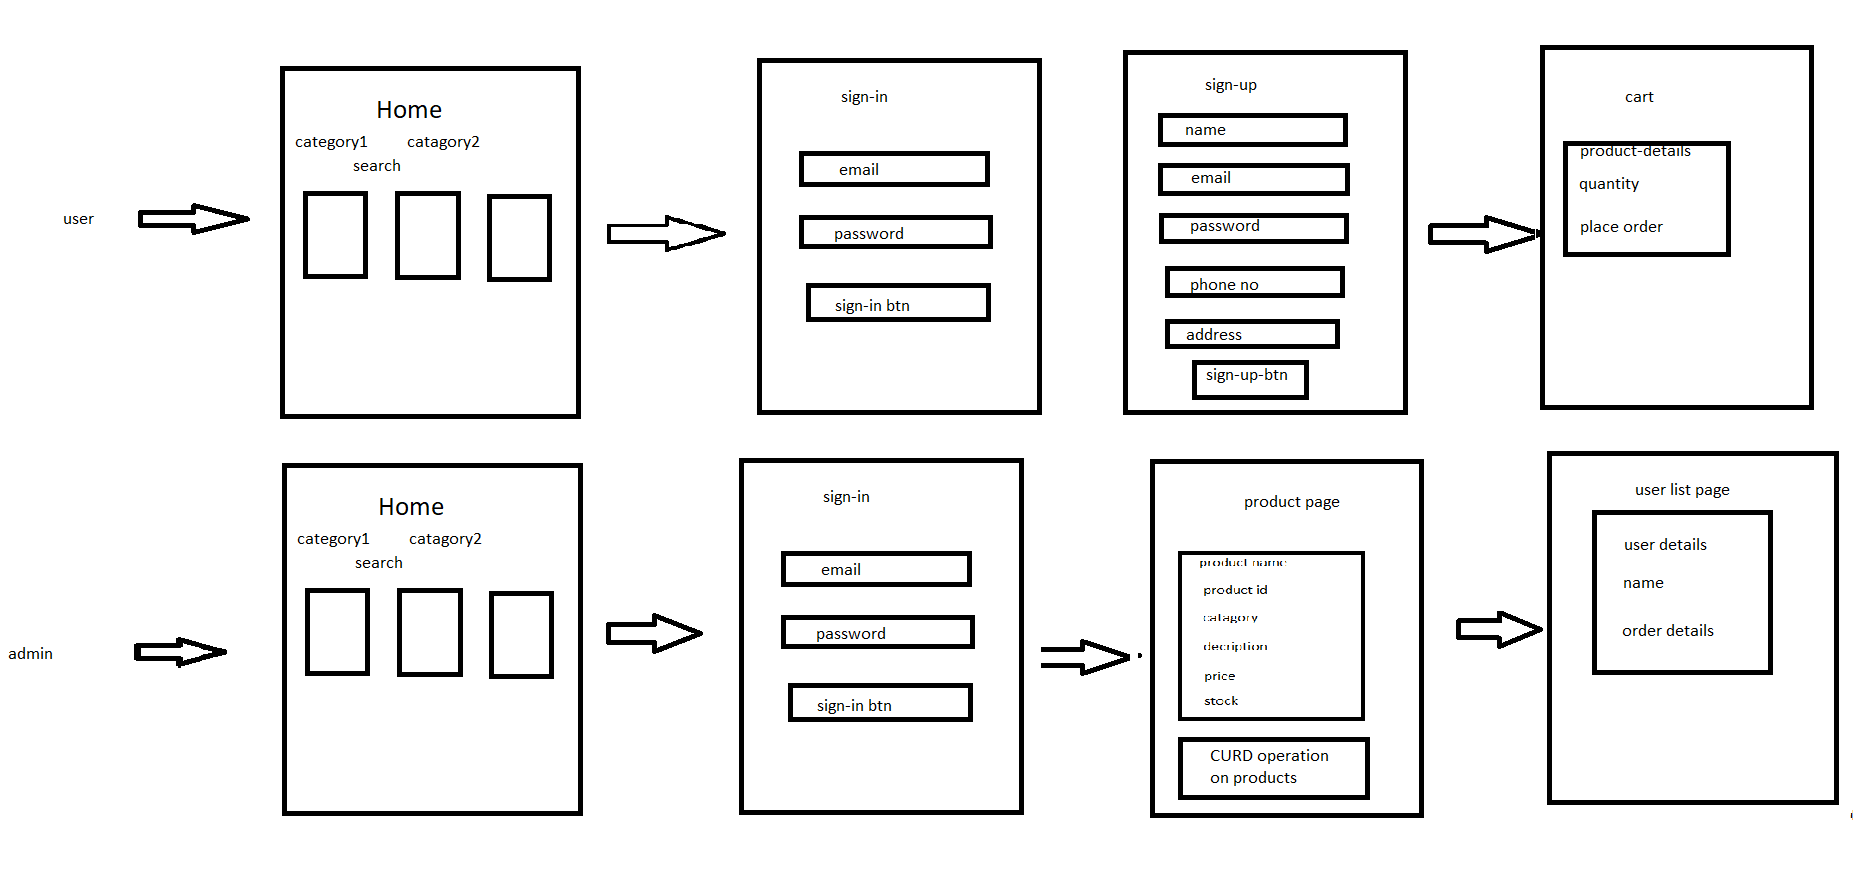 user
Home
category1 catagory2
search
sign-in
email
password
sign-in btn
sign-up
name
email
password
phone no
address
sign-up-btn
cart
product-details
quantity
place order
admin
Home
category1 catagory2
search
sign-in
email
password
sign-in btn
product page
product name
product id
catagory
decription
price
stock
CURD operation
on products
user list page
user details
name
order details